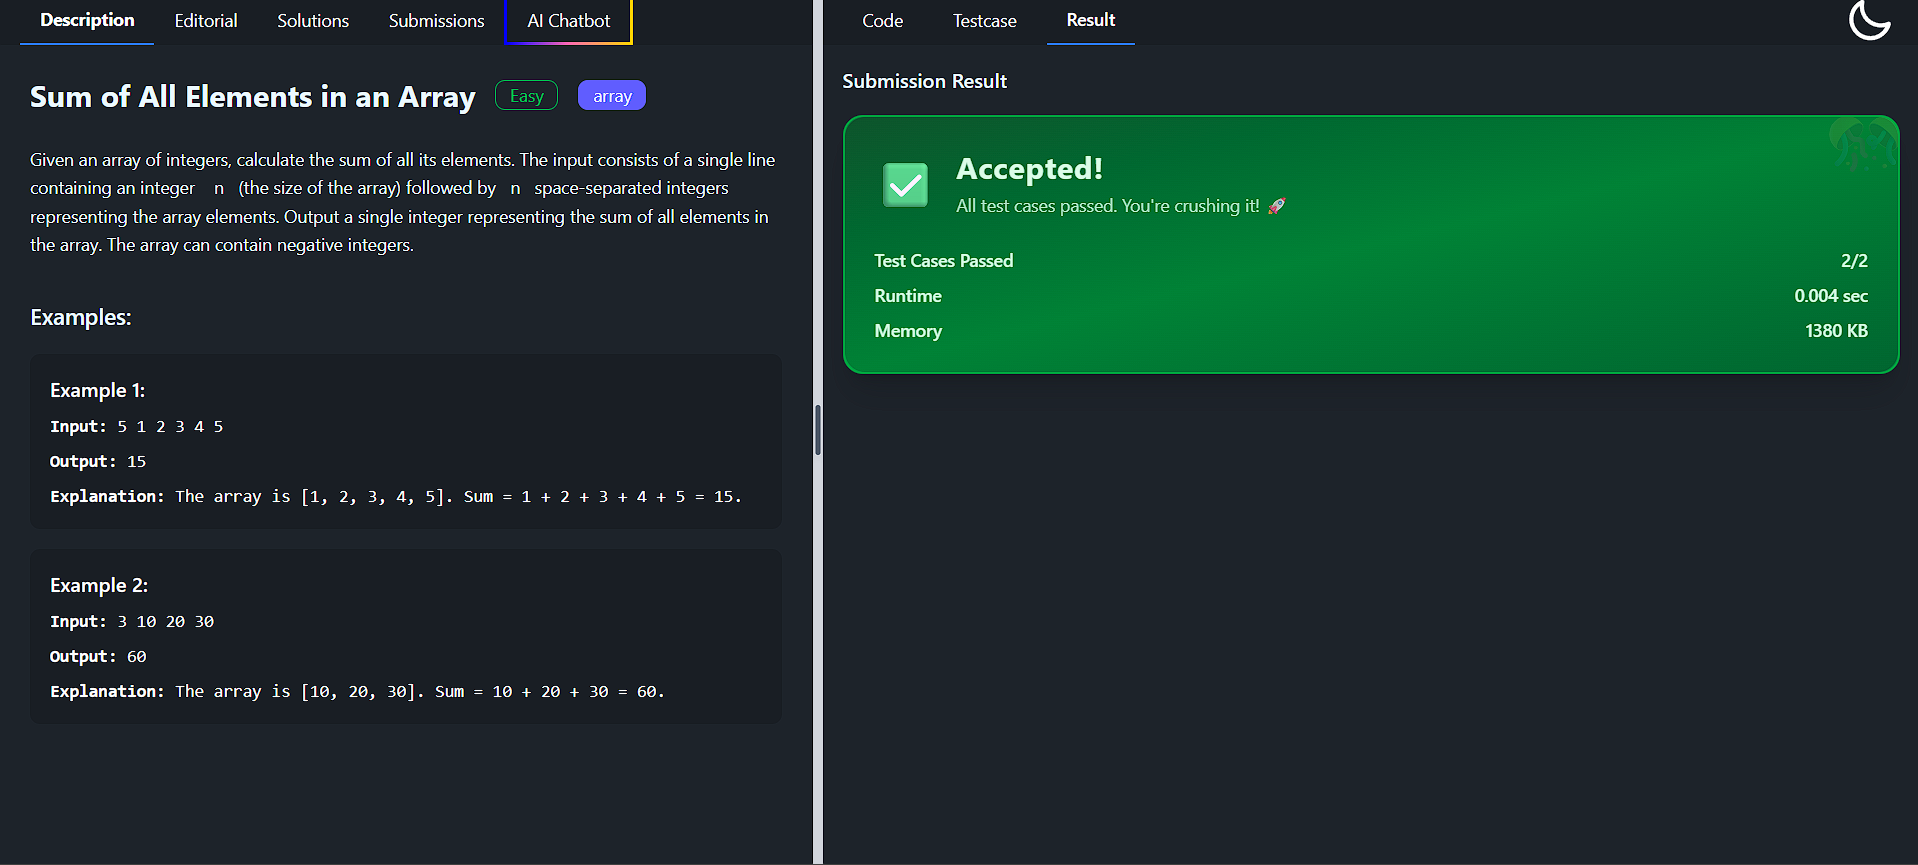 Description Editorial Solutions Submissions AI Chatbot
Sum of All Elements in an Array Easy array
Given an array of integers, calculate the sum of all its elements. The input consists of a single line
containing an integer n (the size of the array) followed by n space-separated integers
representing the array elements. Output a single integer representing the sum of all elements in
the array. The array can contain negative integers.
Examples:
Example 1:
Input: 5 1 2 3 4 5
Output: 15
Explanation: The array is [1, 2, 3, 4, 5]. Sum = 1 + 2 + 3 + 4 + 5 = 15.
Example 2:
Input: 3 10 20 30
Output: 60
Explanation: The array is [10, 20, 30]. Sum = 10 + 20 + 30 = 60.
Code Testcase Result
Submission Result
Accepted!
All test cases passed. You're crushing it! 🚀
Test Cases Passed 2/2
Runtime 0.004 sec
Memory 1380 KB